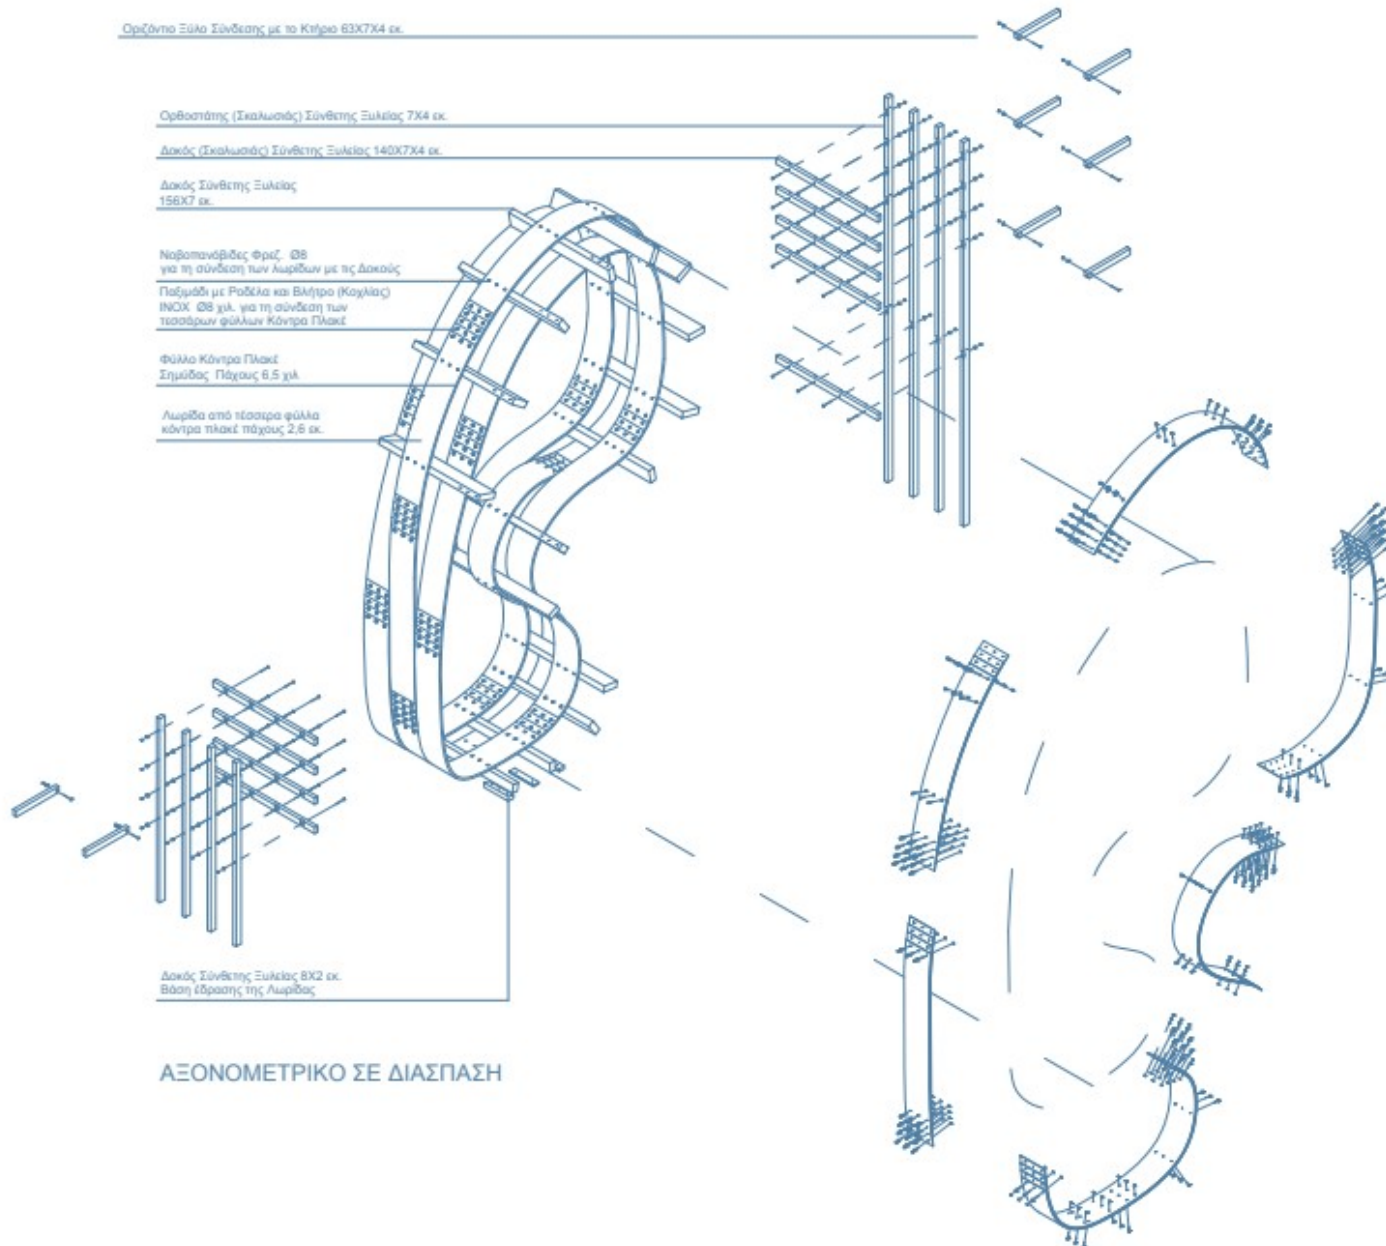 Οριζόντιο Ξύλο Σύνδεσης με το Κτήριο 63Χ7Χ4 εκ.
Ορθοστάτης (Σκαλωσιάς) Σύνθετης Ξυλείας 7Χ4 εκ.
Δοκός (Σκαλωσιάς) Σύνθετης Ξυλείας 140Χ7Χ4 εκ.
Δοκός Σύνθετης Ξυλείας
156Χ7 εκ.
Νοβοπανόβιδες Φρεζ. Ø8
για τη σύνδεση των λωρίδων με τις Δοκούς
Παξιμάδι με Ροδέλα και Βλήτρο (Κοχλίας)
INOX Ø8 χιλ. για τη σύνδεση των
τεσσάρων φύλλων Κόντρα Πλακέ
Φύλλο Κόντρα Πλακέ
Σημύδας Πάχους 6,5 χιλ
Λωρίδα από τέσσερα φύλλα
κόντρα πλακέ πάχους 2,6 εκ.
Δοκός Σύνθετης Ξυλείας 8Χ2 εκ.
Βάση έδρασης της Λωρίδας
ΑΞΟΝΟΜΕΤΡΙΚΟ ΣΕ ΔΙΑΣΠΑΣΗ